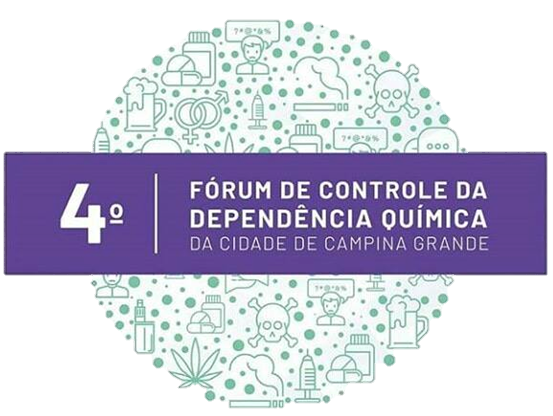 ?*@&%
?*@&%
4º
FÓRUM DE CONTROLE DA
DEPENDÊNCIA QUÍMICA
DA CIDADE DE CAMPINA GRANDE
?*@&%